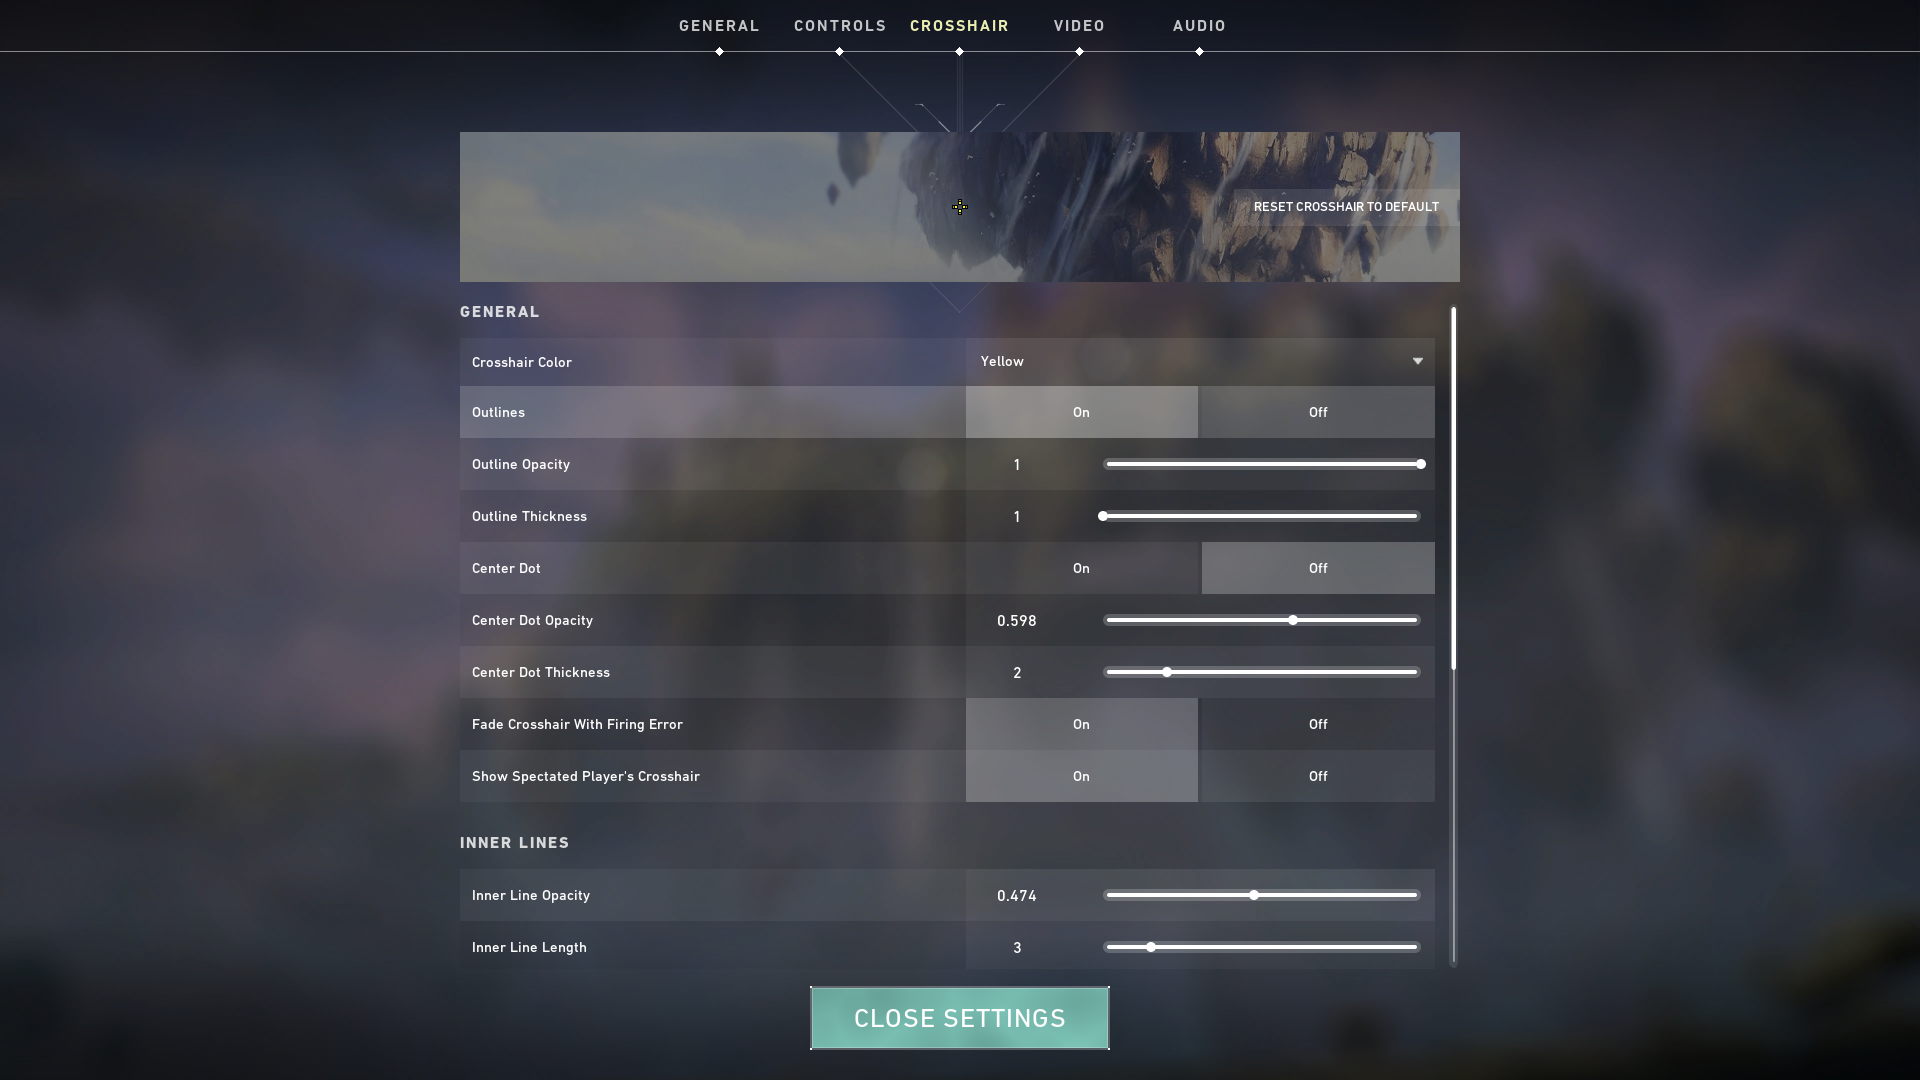 GENERAL CONTROLS CROSSHAIR VIDEO AUDIO
RESET CROSSHAIR TO DEFAULT
GENERAL
Crosshair Color Yellow
Outlines On Off
Outline Opacity 1
Outline Thickness 1
Center Dot On Off
Center Dot Opacity 0.598
Center Dot Thickness 2
Fade Crosshair With Firing Error On Off
Show Spectated Player's Crosshair On Off
INNER LINES
Inner Line Opacity 0.474
Inner Line Length 3
CLOSE SETTINGS